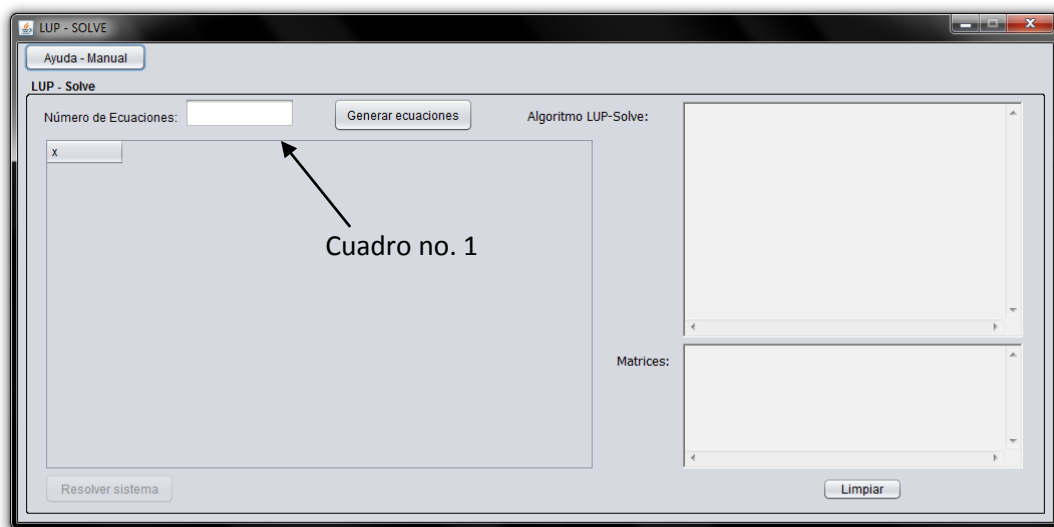 LUP - SOLVE
Ayuda - Manual
LUP - Solve
Número de Ecuaciones:
Generar ecuaciones
Algoritmo LUP-Solve:
x
Cuadro no. 1
Matrices:
Resolver sistema
Limpiar